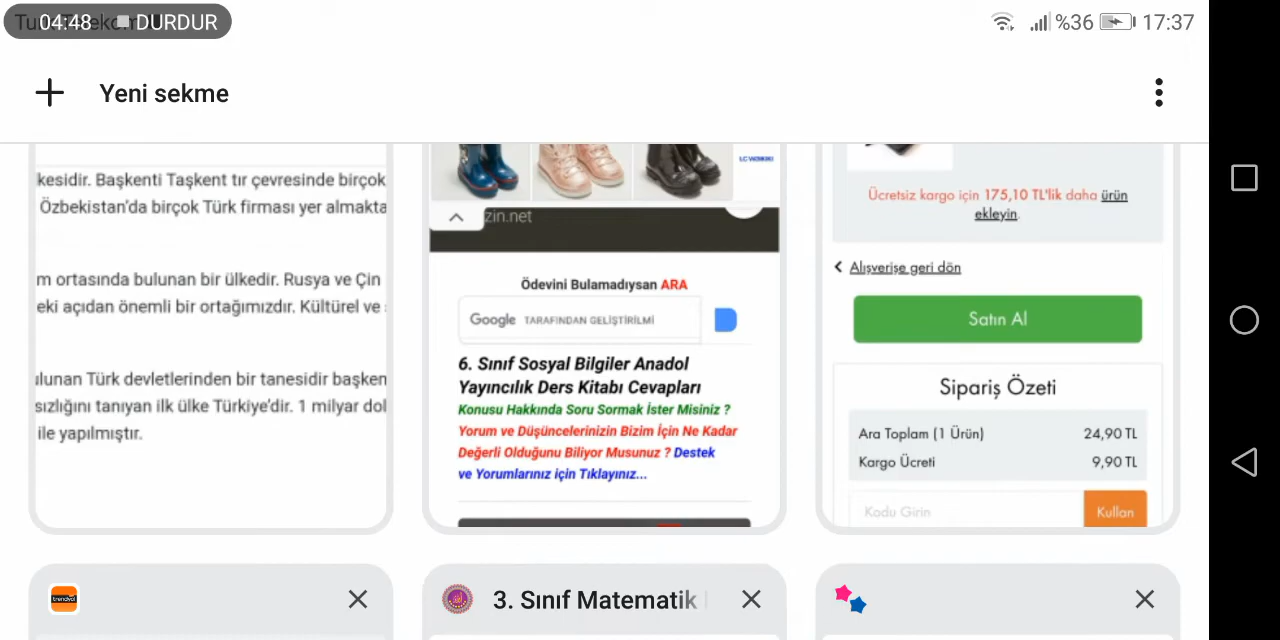 04:48 DURDUR
%36 17:37
Yeni sekme
kesidir. Başkenti Taşkent tır çevresinde birçok
Özbekistan'da birçok Türk firması yer almakta
m ortasında bulunan bir ülkedir. Rusya ve Çin
eki açıdan önemli bir ortağımızdır. Kültürel ve
ulunan Türk devletlerinden bir tanesidir başken
sızlığını tanıyan ilk ülke Türkiye'dir. 1 milyar dol
ile yapılmıştır.
LC WAIKIKI
zin.net
Ödevini Bulamadıysan ARA
Google TARAFINDAN GELİŞTİRİLMİ
6. Sınıf Sosyal Bilgiler Anadol
Yayıncılık Ders Kitabı Cevapları
Konusu Hakkında Soru Sormak İster Misiniz ?
Yorum ve Düşüncelerinizin Bizim İçin Ne Kadar
Değerli Olduğunu Biliyor Musunuz ? Destek
ve Yorumlarınız için Tıklayınız...
Ücretsiz kargo için 175,10 TL'lik daha ürün
ekleyin.
Alışverişe geri dön
Satın Al
Sipariş Özeti
Ara Toplam (1 Ürün) 24,90 TL
Kargo Ücreti 9,90 TL
Kodu Girin Kullan
trendyol
3. Sınıf Matematik